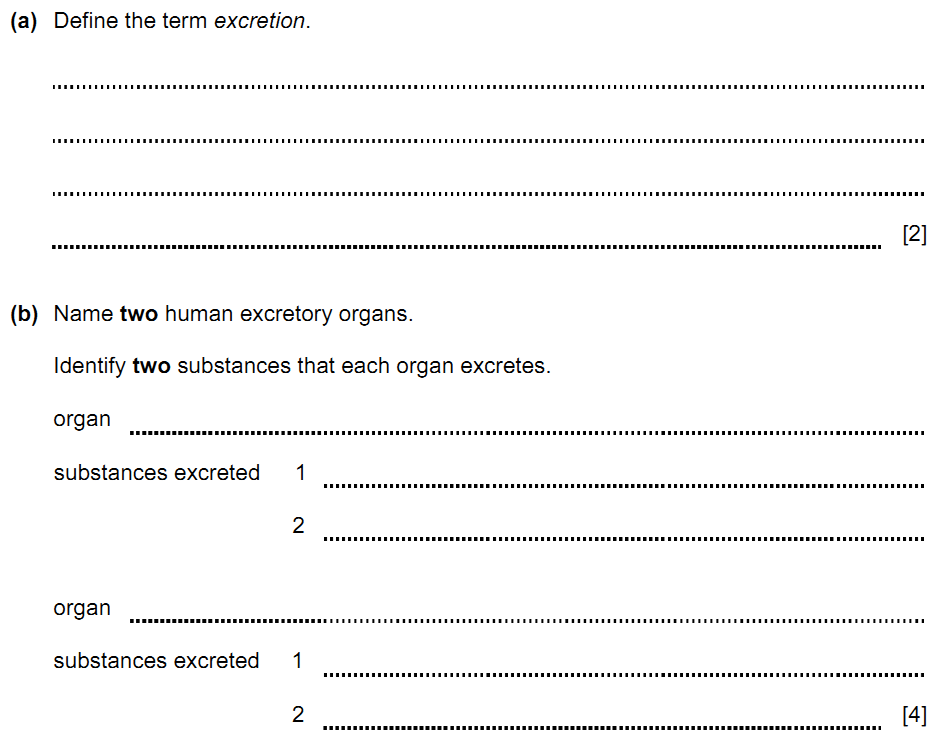 (a) Define the term excretion.
[2]
(b) Name two human excretory organs.
Identify two substances that each organ excretes.
organ
substances excreted 1
2
organ
substances excreted 1
2 [4]